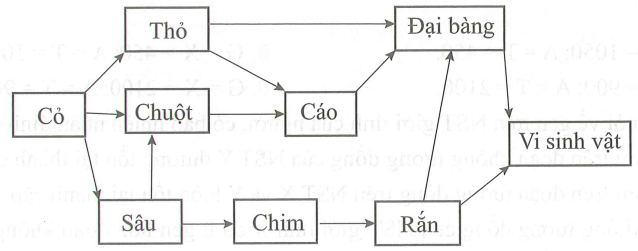 Thỏ
Đại bàng
Cỏ
Chuột
Cáo
Vi sinh vật
Sâu
Chim
Rắn